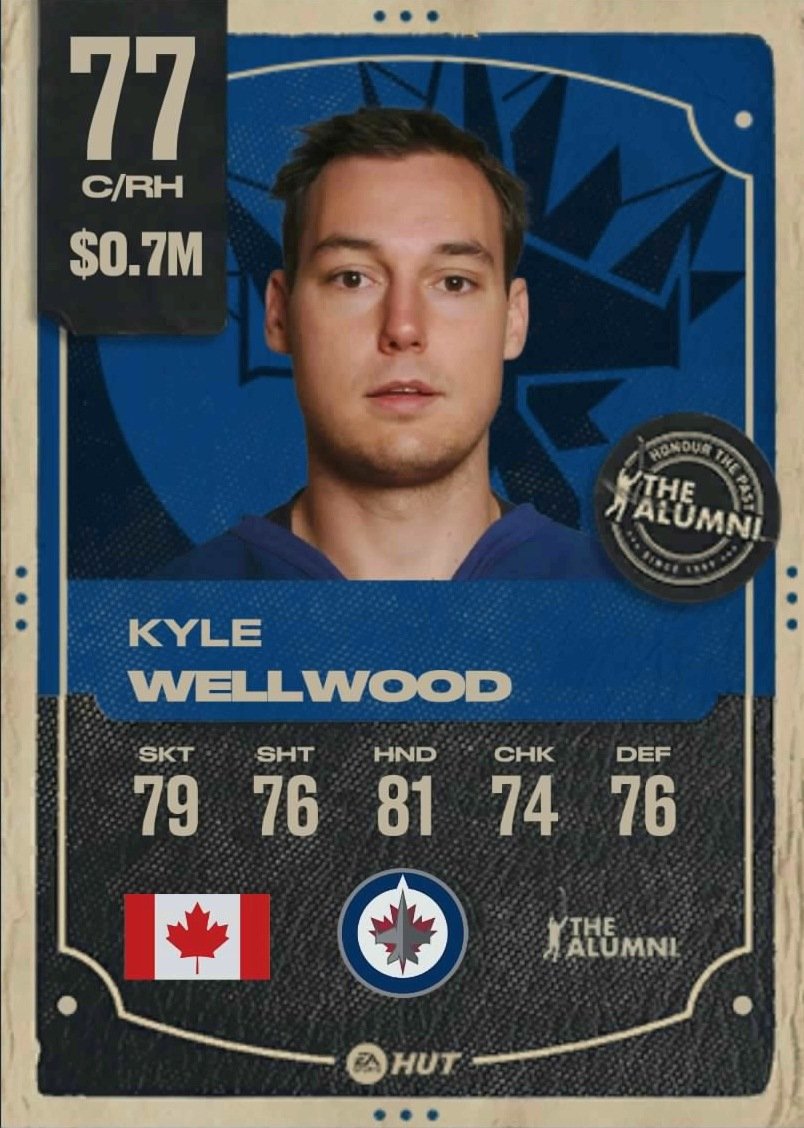 77
C/RH
$0.7M
HONOUR THE PAST
THE
ALUMNI
KYLE
WELLWOOD
SKT SHT HND CHK DEF
79 76 81 74 76
THE
ALUMNI
EA
HUT